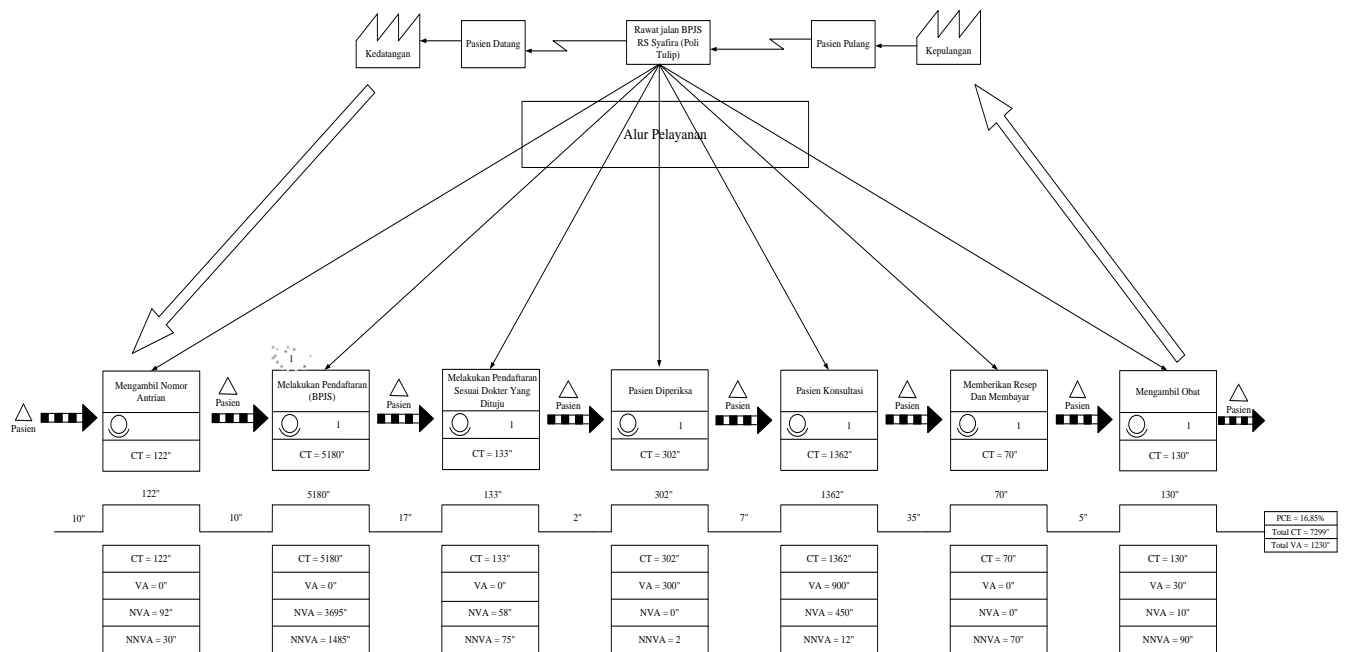 Kedatangan
Pasien Datang
Rawat jalan BPJS
RS Syafira (Poli
Tulip)
Pasien Pulang
Kepulangan
Alur Pelayanan
Pasien
Mengambil Nomor
Antrian
CT = 122"
Pasien
1
Melakukan Pendaftaran
(BPJS)
1
CT = 5180"
Pasien
Melakukan Pendaftaran
Sesuai Dokter Yang
Dituju
1
CT = 133"
Pasien
Pasien Diperiksa
1
CT = 302"
Pasien
Pasien Konsultasi
1
CT = 1362"
Pasien
Memberikan Resep
Dan Membayar
1
CT = 70"
Pasien
Mengambil Obat
1
CT = 130"
Pasien
10" 122" 10" 5180" 17" 133" 2" 302" 7" 1362" 35" 70" 5" 130"
PCE = 16,85%
Total CT = 7299"
Total VA = 1230"
CT = 122" CT = 5180" CT = 133" CT = 302" CT = 1362" CT = 70" CT = 130"
VA = 0" VA = 0" VA = 0" VA = 300" VA = 900" VA = 0" VA = 30"
NVA = 92" NVA = 3695" NVA = 58" NVA = 0" NVA = 450" NVA = 0" NVA = 10"
NNVA = 30" NNVA = 1485" NNVA = 75" NNVA = 2 NNVA = 12" NNVA = 70" NNVA = 90"